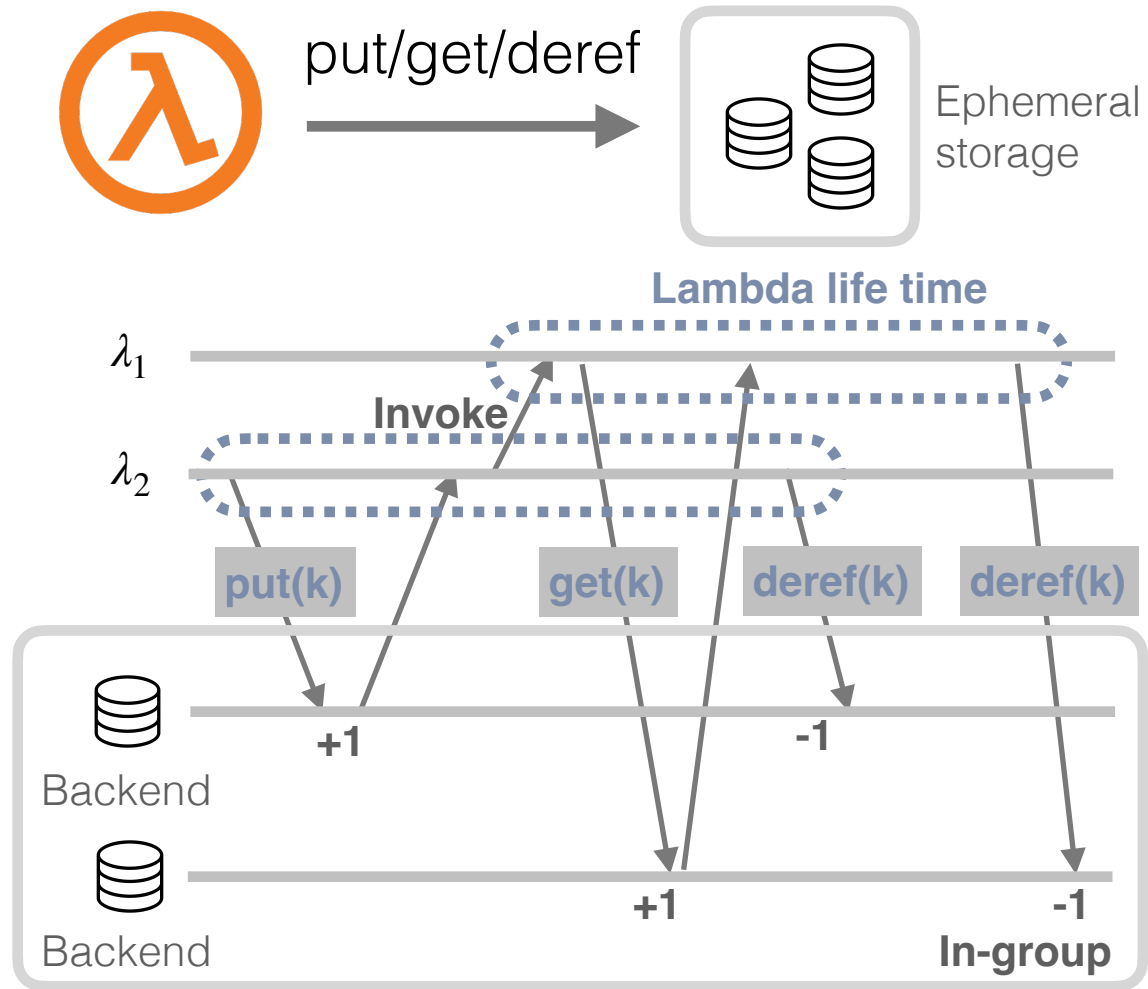 put/get/deref
Ephemeral
storage
Lambda life time
λ1
Invoke
λ2
put(k)
get(k)
deref(k)
deref(k)
+1
-1
Backend
+1
-1
Backend
In-group